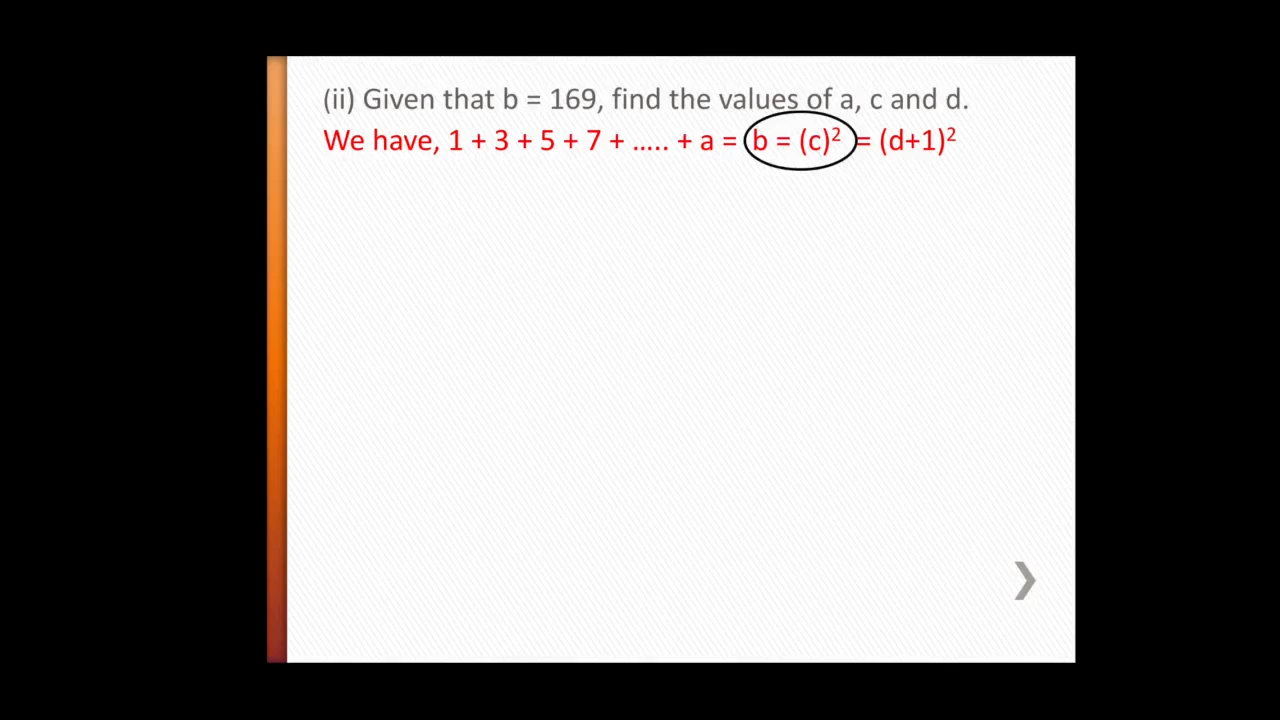 (ii) Given that b = 169, find the values of a, c and d.
We have, 1 + 3 + 5 + 7 + ..... + a = b = (c)² = (d+1)²